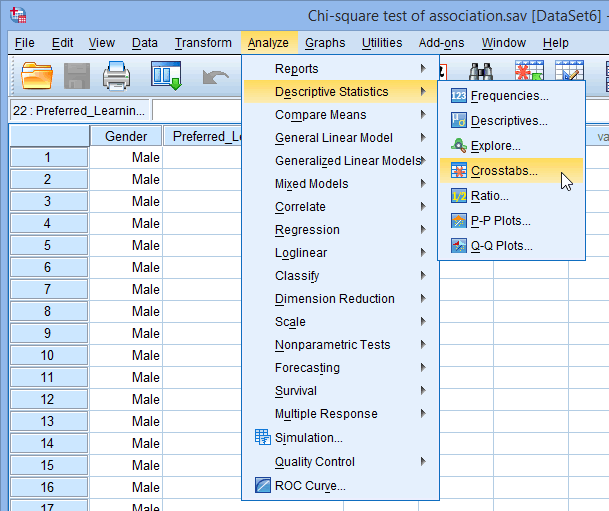 Chi-square test of association.sav [DataSet6] -
File Edit View Data Transform Analyze Graphs Utilities Add-ons Window Help
22 : Preferred_Learnin...
Gender Preferred_Le
1 Male
2 Male
3 Male
4 Male
5 Male
6 Male
7 Male
8 Male
9 Male
10 Male
11 Male
12 Male
13 Male
14 Male
15 Male
16 Male
17 Male
Reports
Descriptive Statistics
Compare Means
General Linear Model
Generalized Linear Models
Mixed Models
Correlate
Regression
Loglinear
Classify
Dimension Reduction
Scale
Nonparametric Tests
Forecasting
Survival
Multiple Response
Simulation...
Quality Control
ROC Curve...
123 Frequencies...
Descriptives...
Explore...
Crosstabs...
1/2 Ratio...
P-P Plots...
Q-Q Plots...
va